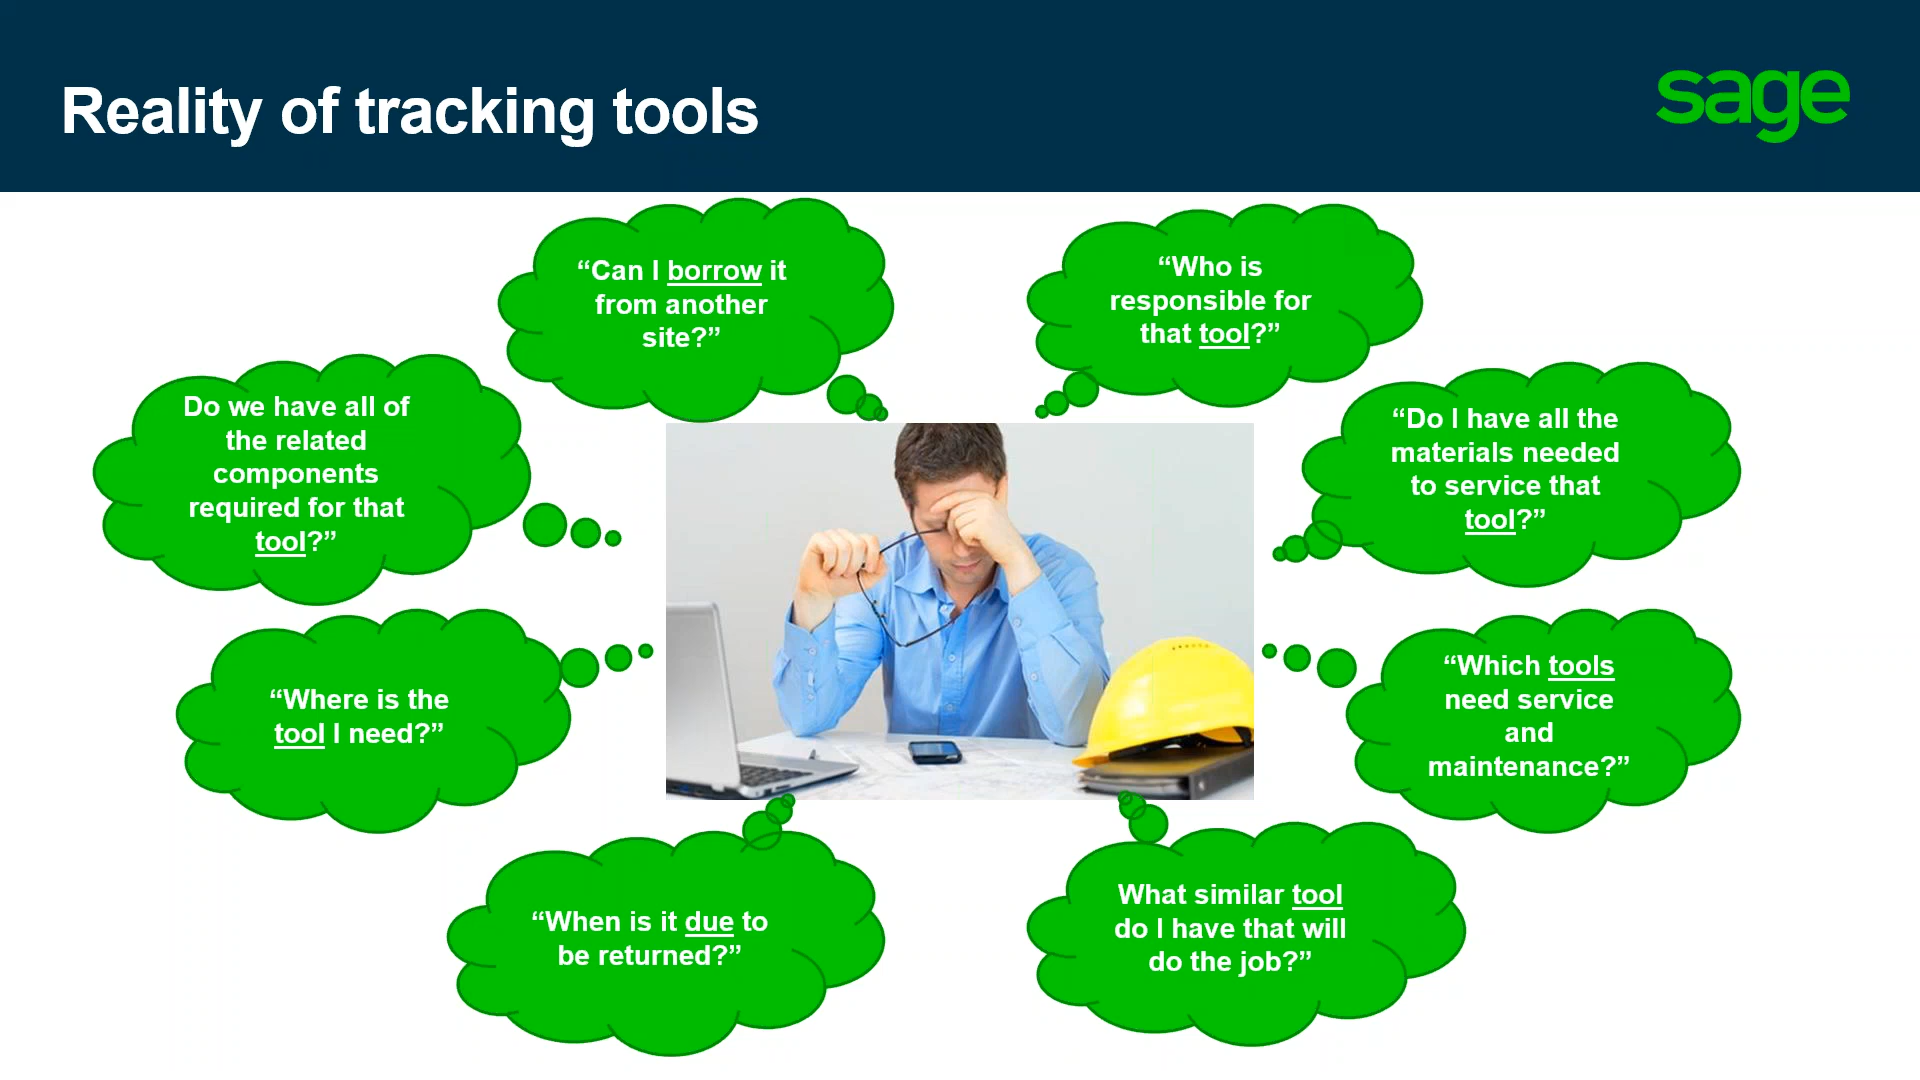 Reality of tracking tools
sage
“Can I borrow it
from another
site?”
“Who is
responsible for
that tool?”
Do we have all of
the related
components
required for that
tool?”
“Do I have all the
materials needed
to service that
tool?”
“Where is the
tool I need?”
“Which tools
need service
and
maintenance?”
“When is it due to
be returned?”
What similar tool
do I have that will
do the job?”